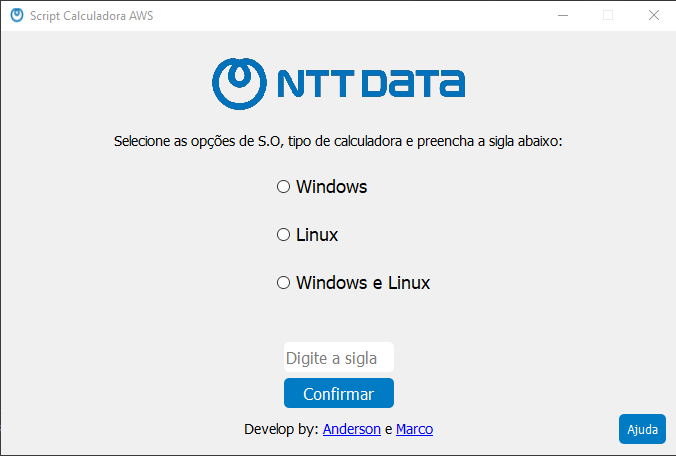 Script Calculadora AWS
NTT DATA
Selecione as opções de S.O, tipo de calculadora e preencha a sigla abaixo:
Windows
Linux
Windows e Linux
Digite a sigla
Confirmar
Develop by: Anderson e Marco
Ajuda